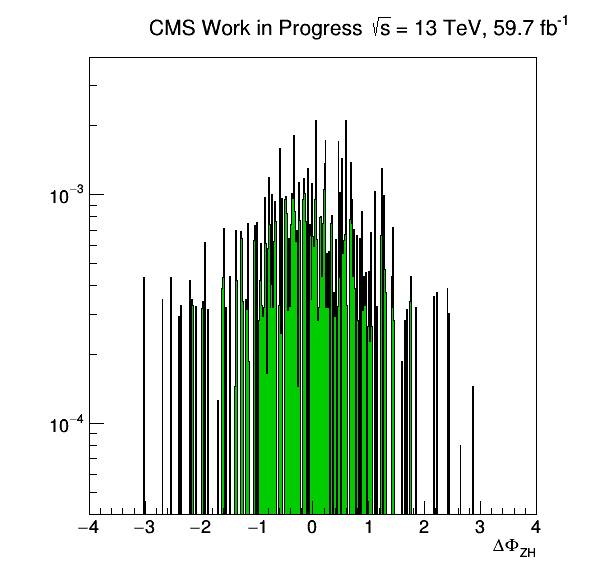 CMS Work in Progress √s = 13 TeV, 59.7 fb⁻¹
10⁻³
10⁻⁴
−4 −3 −2 −1 0 1 2 3 4
ΔΦ_ZH